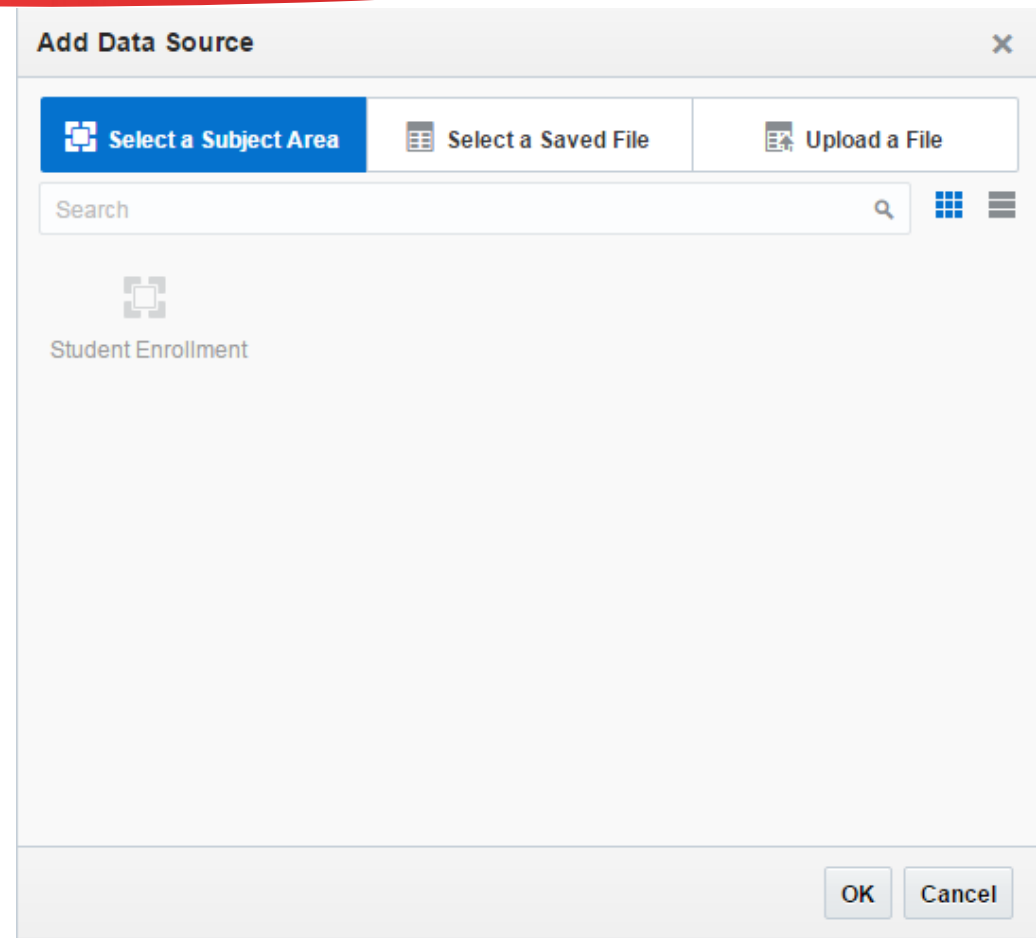 Add Data Source
Select a Subject Area
Select a Saved File
Upload a File
Search
Student Enrollment
OK
Cancel